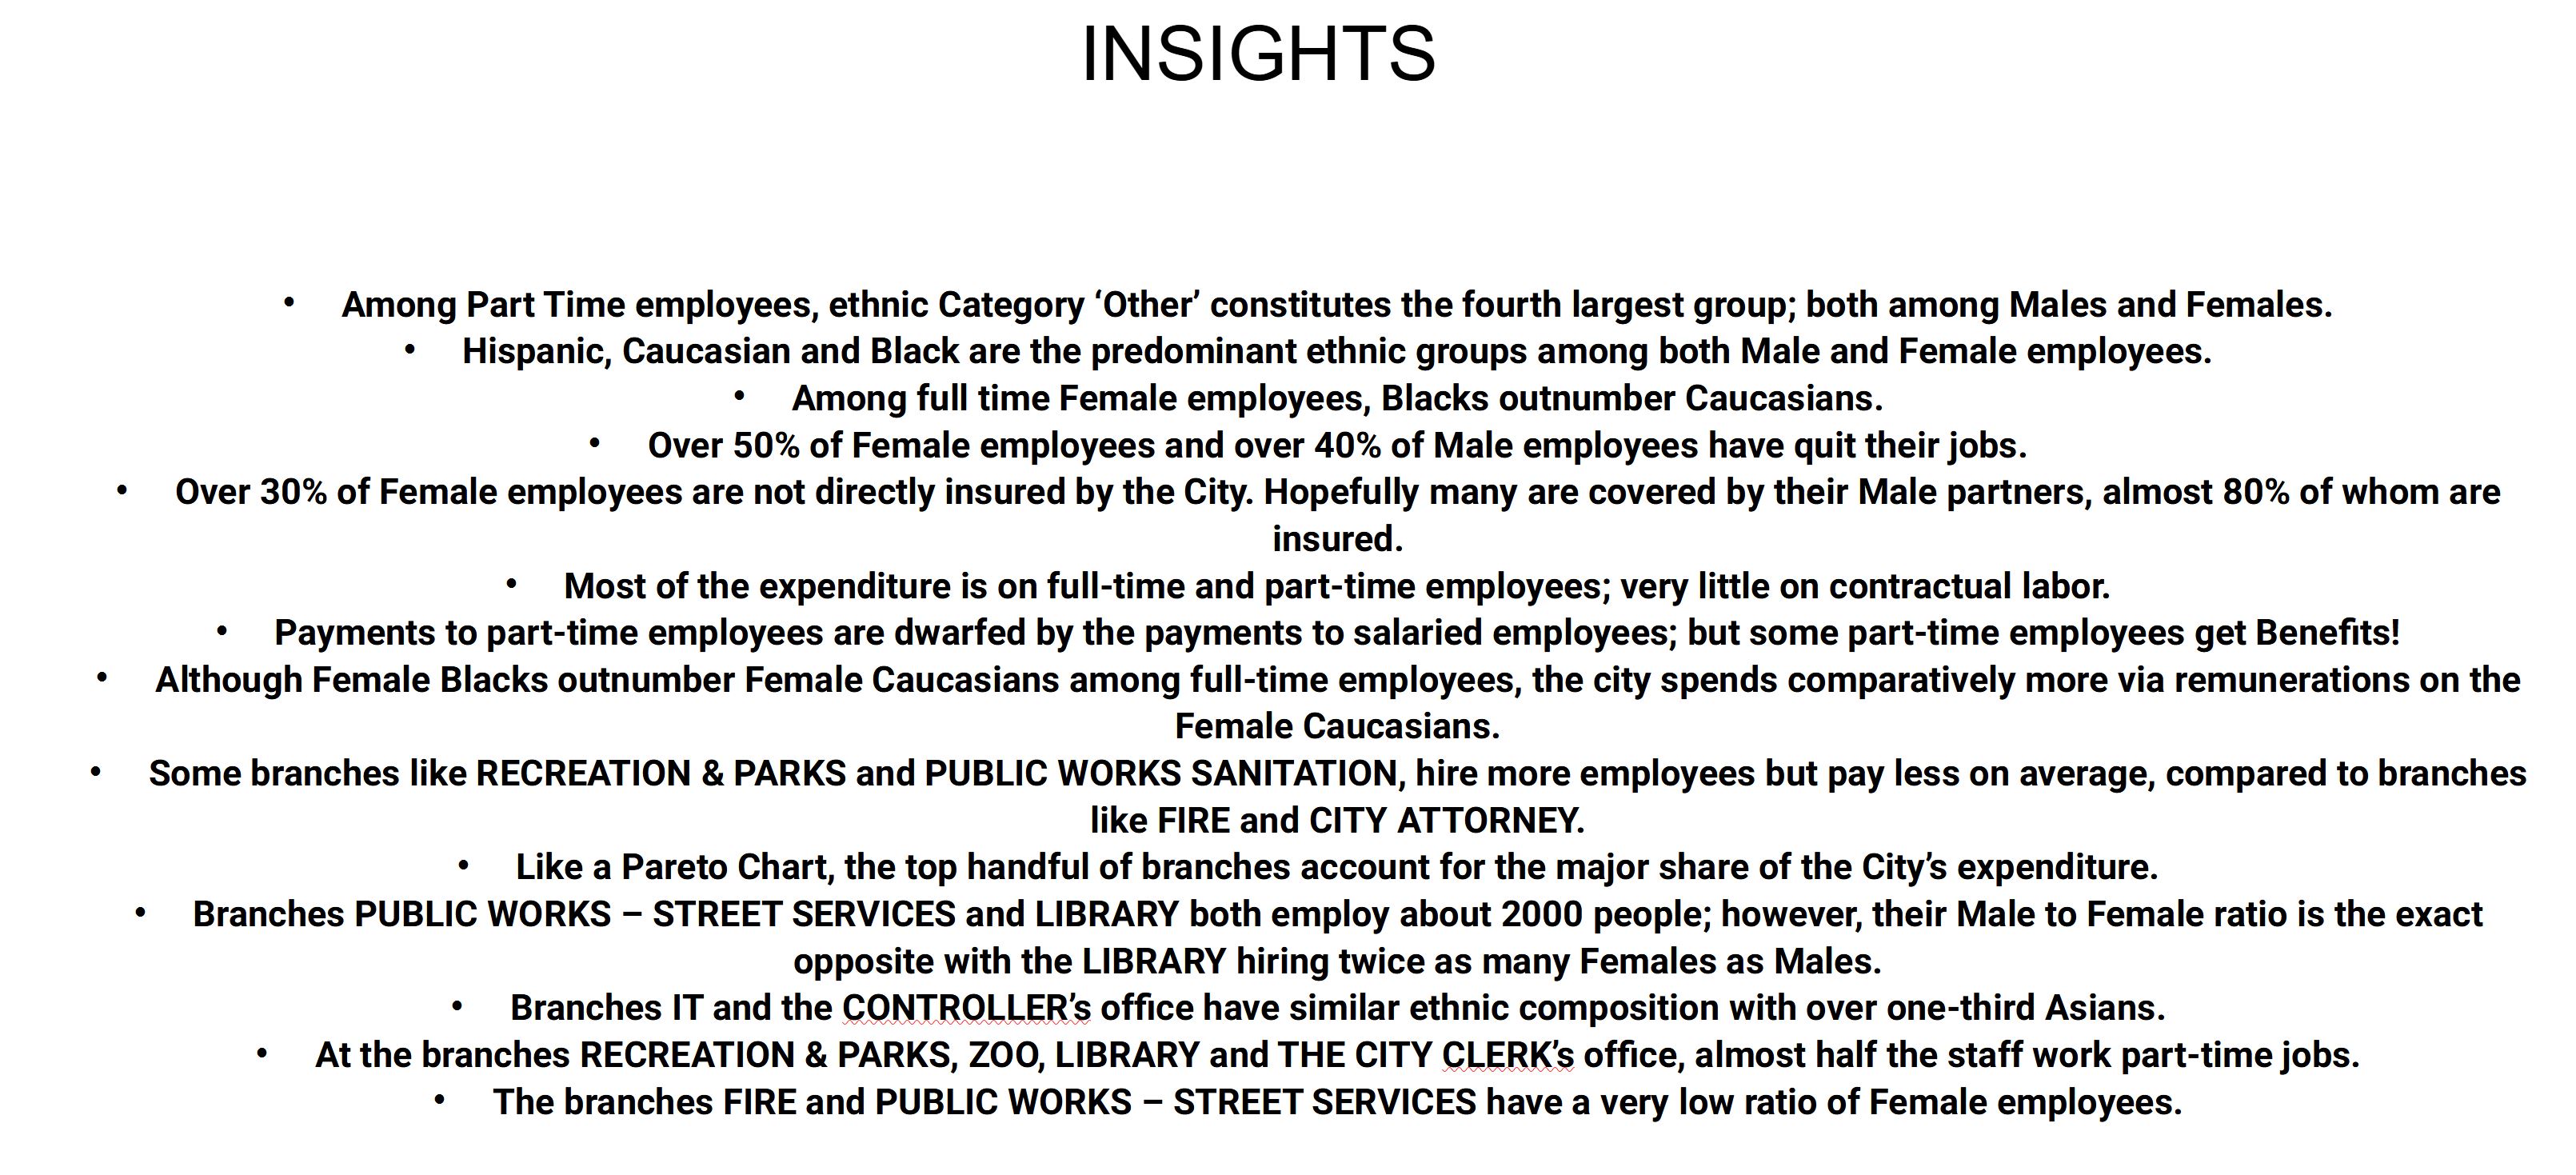 INSIGHTS
• Among Part Time employees, ethnic Category ‘Other’ constitutes the fourth largest group; both among Males and Females.
• Hispanic, Caucasian and Black are the predominant ethnic groups among both Male and Female employees.
• Among full time Female employees, Blacks outnumber Caucasians.
• Over 50% of Female employees and over 40% of Male employees have quit their jobs.
• Over 30% of Female employees are not directly insured by the City. Hopefully many are covered by their Male partners, almost 80% of whom are
insured.
• Most of the expenditure is on full-time and part-time employees; very little on contractual labor.
• Payments to part-time employees are dwarfed by the payments to salaried employees; but some part-time employees get Benefits!
• Although Female Blacks outnumber Female Caucasians among full-time employees, the city spends comparatively more via remunerations on the
Female Caucasians.
• Some branches like RECREATION & PARKS and PUBLIC WORKS SANITATION, hire more employees but pay less on average, compared to branches
like FIRE and CITY ATTORNEY.
• Like a Pareto Chart, the top handful of branches account for the major share of the City’s expenditure.
• Branches PUBLIC WORKS – STREET SERVICES and LIBRARY both employ about 2000 people; however, their Male to Female ratio is the exact
opposite with the LIBRARY hiring twice as many Females as Males.
• Branches IT and the CONTROLLER’s office have similar ethnic composition with over one-third Asians.
• At the branches RECREATION & PARKS, ZOO, LIBRARY and THE CITY CLERK’s office, almost half the staff work part-time jobs.
• The branches FIRE and PUBLIC WORKS – STREET SERVICES have a very low ratio of Female employees.